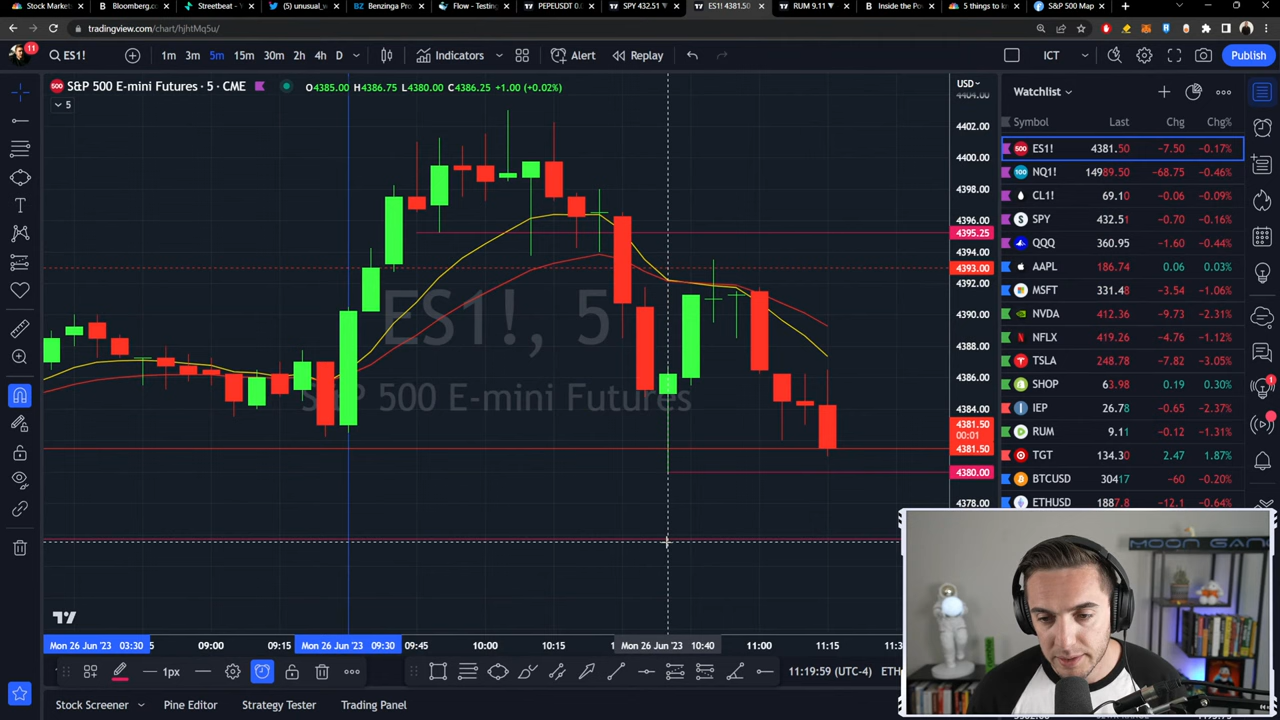 Stock Market
Bloomberg.c
Streetbeat -
(5) unusual_w
Benzinga Pro
Flow - Testing
PEPEUSDT 0.0
SPY 432.51
ES1! 4381.50
RUM 9.11
Inside the Po
5 things to kn
S&P 500 Map
tradingview.com/chart/hjhtMq5u/
11
ES1!
1m 3m 5m 15m 30m 2h 4h D
Indicators
Alert
Replay
ICT
Publish
S&P 500 E-mini Futures · 5 · CME
O4385.00 H4386.75 L4380.00 C4386.25 +1.00 (+0.02%)
5
USD
4404.00
4402.00
4400.00
4398.00
4396.00
4395.25
4394.00
4393.00
4392.00
4390.00
4388.00
4386.00
4384.00
4381.50
00:01
4381.50
4380.00
4378.00
ES1!, 5
S&P 500 E-mini Futures
Watchlist
Symbol Last Chg Chg%
ES1! 4381.50 −7.50 −0.17%
NQ1! 14989.50 −68.75 −0.46%
CL1! 69.10 −0.06 −0.09%
SPY 432.51 −0.70 −0.16%
QQQ 360.95 −1.60 −0.44%
AAPL 186.74 0.06 0.03%
MSFT 331.48 −3.54 −1.06%
NVDA 412.36 −9.73 −2.31%
NFLX 419.26 −4.76 −1.12%
TSLA 248.78 −7.82 −3.05%
SHOP 63.98 0.19 0.30%
IEP 26.78 −0.65 −2.37%
RUM 9.11 −0.12 −1.31%
TGT 134.30 2.47 1.87%
BTCUSD 30417 −60 −0.20%
ETHUSD 1887.8 −12.1 −0.64%
1
MOON GANG
Mon 26 Jun '23 03:30
09:00
09:15
Mon 26 Jun '23 09:30
09:45
10:00
10:15
Mon 26 Jun '23 10:40
11:00
11:15
1px
11:19:59 (UTC-4)
Stock Screener
Pine Editor
Strategy Tester
Trading Panel